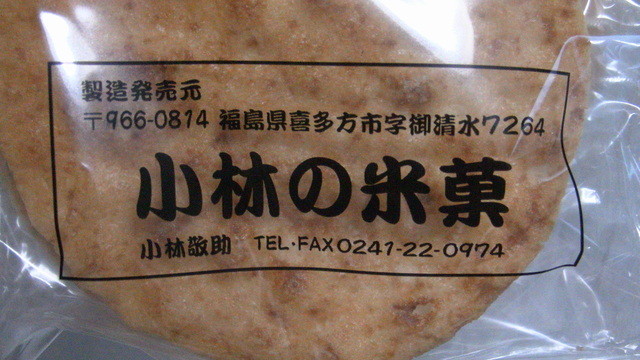 製造発売元
〒966-0814 福島県喜多方市字御清水7264
小林の米菓
小林敬助 TEL・FAX0241-22-0974